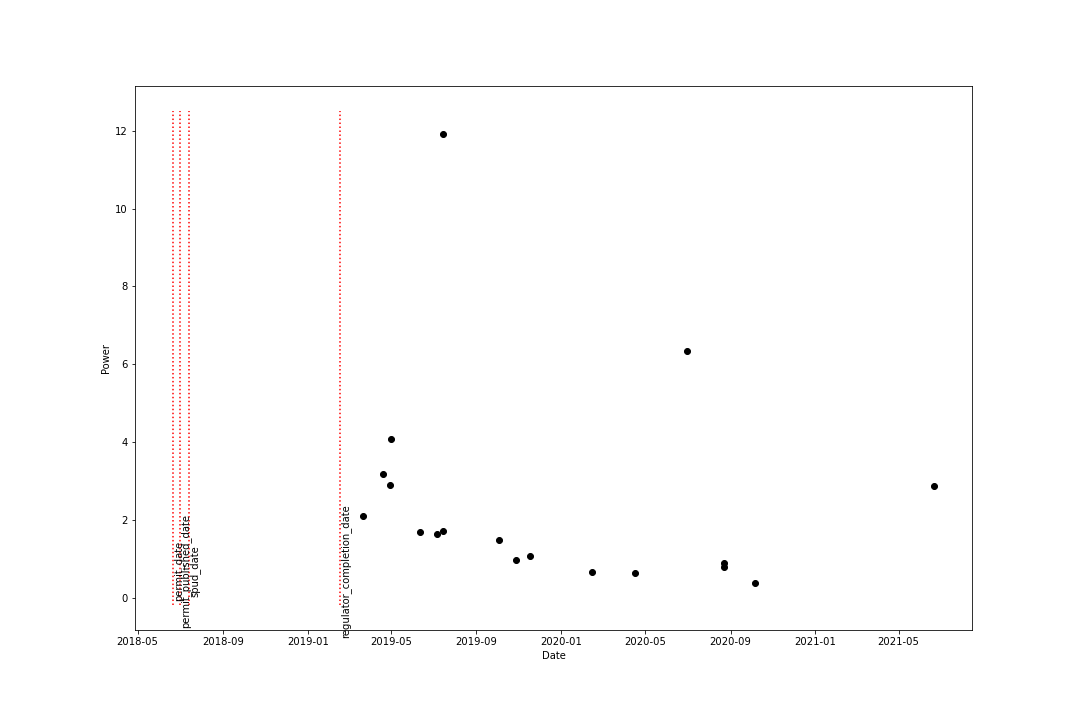 12
10
8
6
4
2
0
Power
permit_date
permit_published_date
spud_date
regulator_completion_date
2018-05
2018-09
2019-01
2019-05
2019-09
2020-01
2020-05
2020-09
2021-01
2021-05
Date